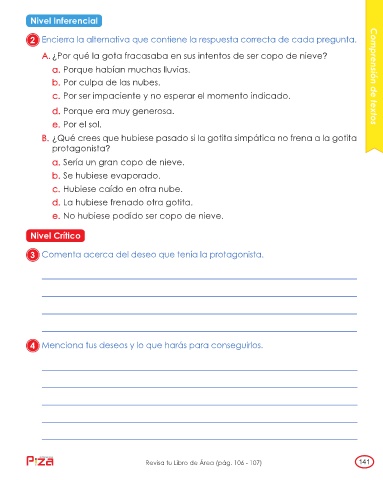 Nivel Inferencial
2 Encierra la alternativa que contiene la respuesta correcta de cada pregunta.
A. ¿Por qué la gota fracasaba en sus intentos de ser copo de nieve?
a. Porque habían muchas lluvias.
b. Por culpa de las nubes.
c. Por ser impaciente y no esperar el momento indicado.
d. Porque era muy generosa.
e. Por el sol.
B. ¿Qué crees que hubiese pasado si la gotita simpática no frena a la gotita
protagonista?
a. Sería un gran copo de nieve.
b. Se hubiese evaporado.
c. Hubiese caído en otra nube.
d. La hubiese frenado otra gotita.
e. No hubiese podido ser copo de nieve.
Nivel Crítico
3 Comenta acerca del deseo que tenía la protagonista.
4 Menciona tus deseos y lo que harás para conseguirlos.
Comprensión de textos
Revisa tu Libro de Área (pág. 106 - 107)
141